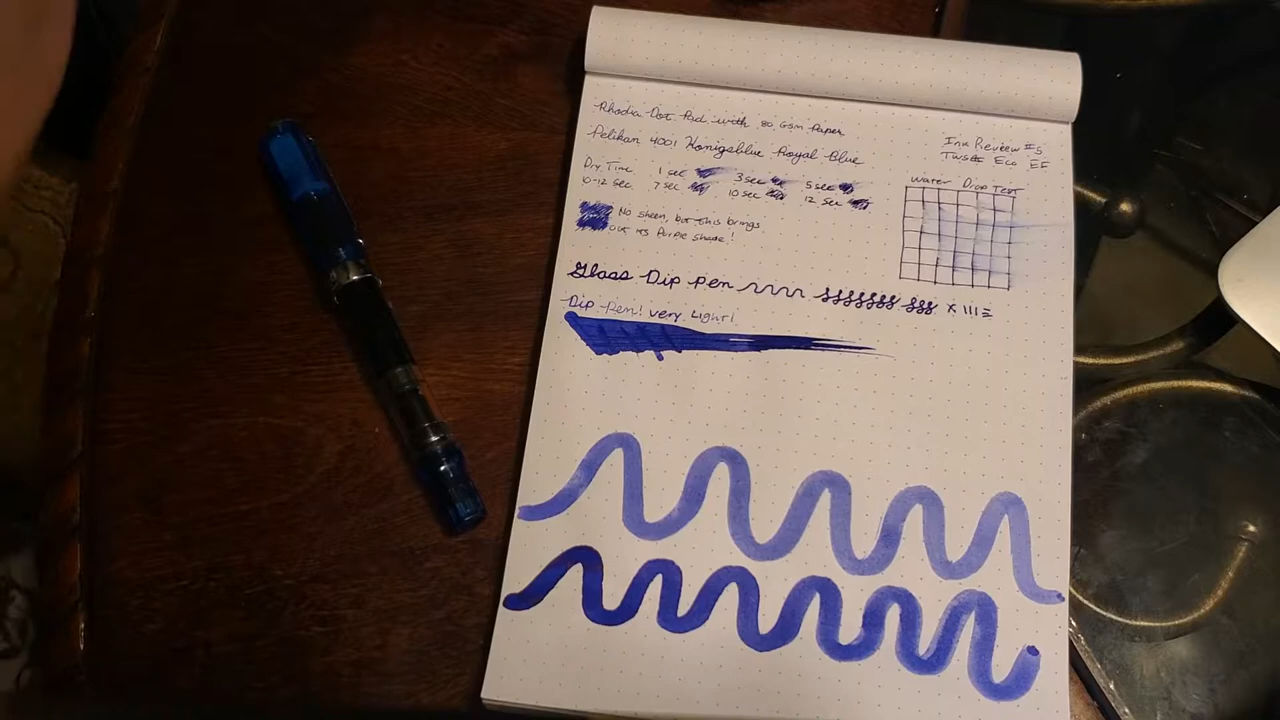 Rhodia Dot Pad with 80 GSM Paper
Pelikan 4001 Konigsblue Royal Blue
Ink Review #5
TWSBI Eco EF
Dry Time 1 sec 3 sec 5 sec
10-12 sec. 7 sec 10 sec 12 sec
Water Drop Test
No sheen, but this brings
out its Purple Shade!
Glass Dip Pen
x III
Dip Pen! very Light!